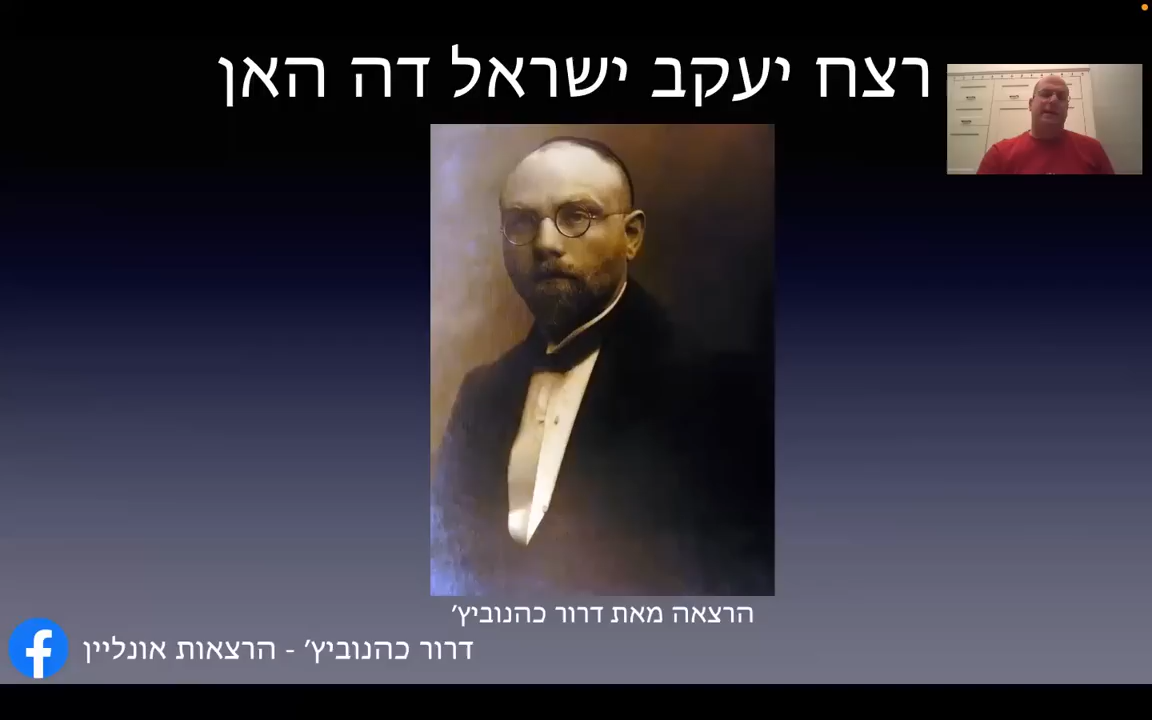 רצח יעקב ישראל דה האן
הרצאה מאת דרור כהנוביץ'
דרור כהנוביץ' - הרצאות אונליין